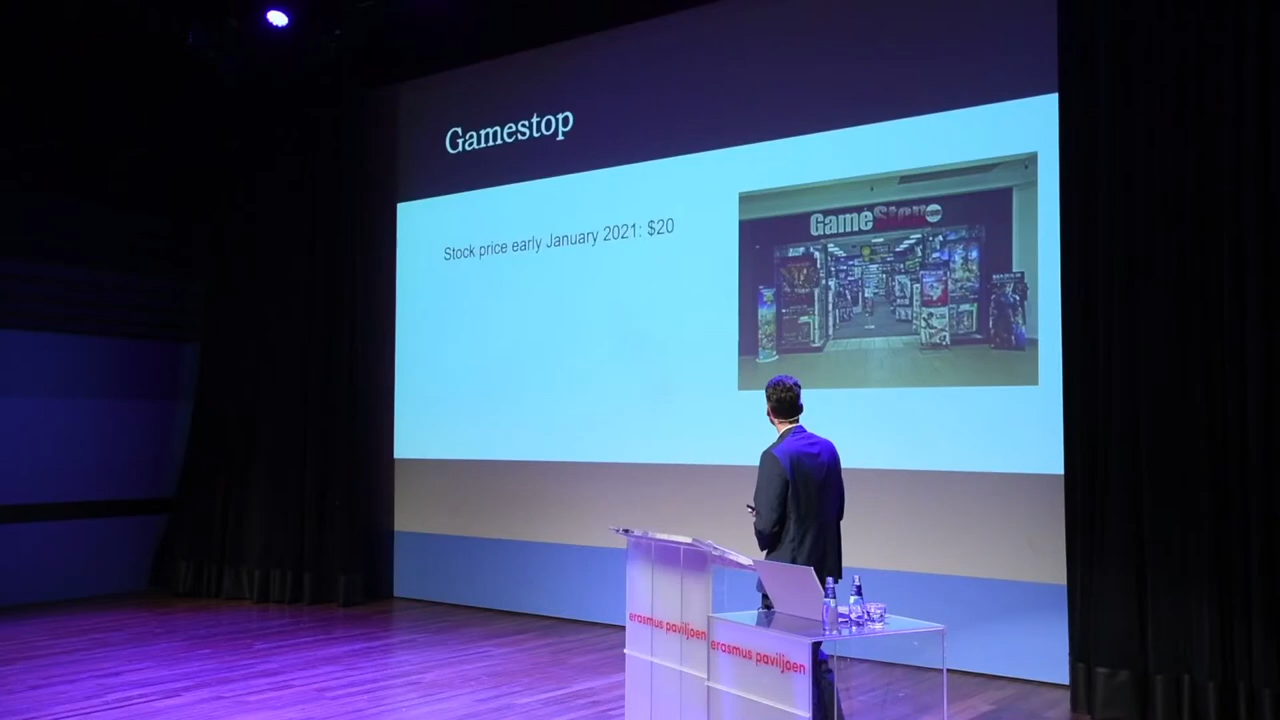 Gamestop
Stock price early January 2021: $20
GameStop
erasmus paviljoen
erasmus paviljoen